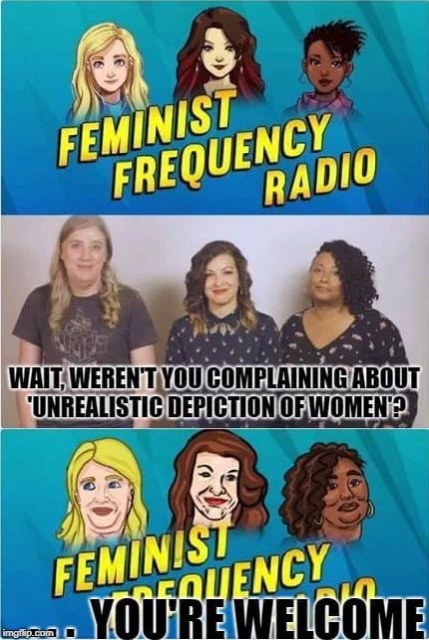 FEMINIST
FREQUENCY
RADIO
WAIT, WEREN'T YOU COMPLAINING ABOUT
'UNREALISTIC DEPICTION OF WOMEN'?
FEMINIST
FREQUENCY
RADIO
. . . YOU'RE WELCOME
imgflip.com